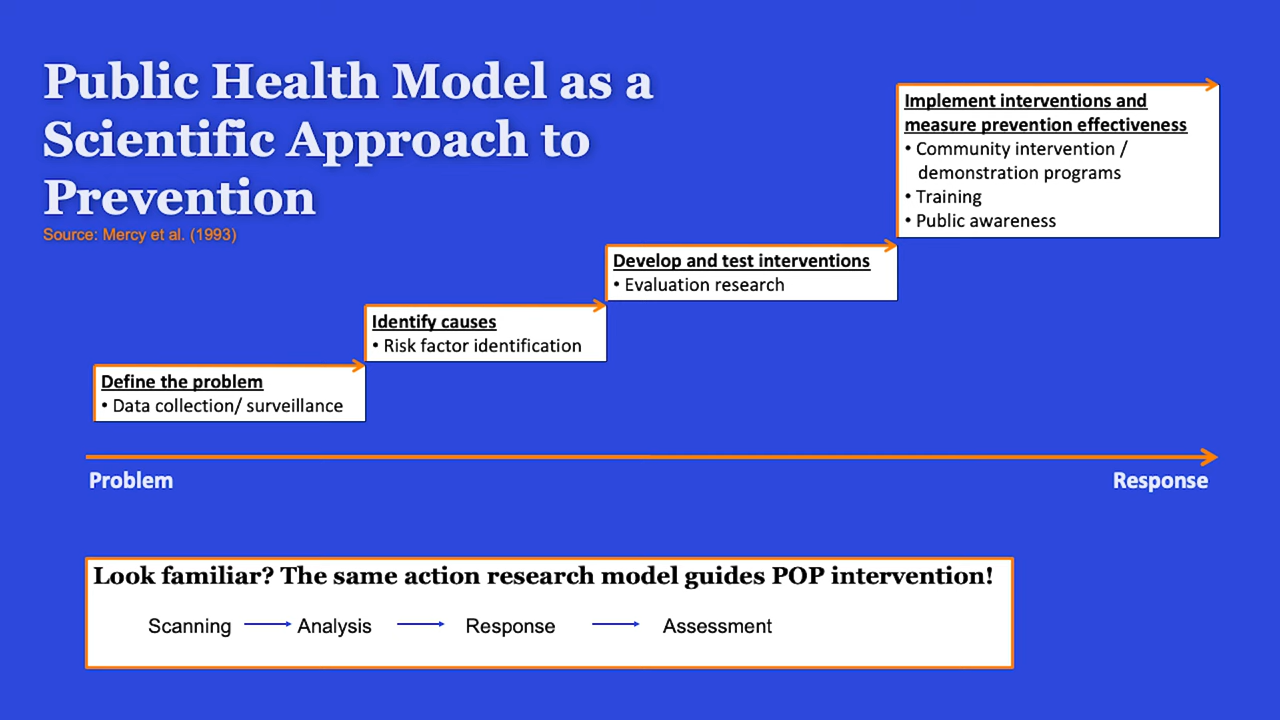 Public Health Model as a
Scientific Approach to
Prevention
Source: Mercy et al. (1993)
Implement interventions and
measure prevention effectiveness
• Community intervention /
demonstration programs
• Training
• Public awareness
Develop and test interventions
• Evaluation research
Identify causes
• Risk factor identification
Define the problem
• Data collection/ surveillance
Problem
Response
Look familiar? The same action research model guides POP intervention!
Scanning Analysis Response Assessment